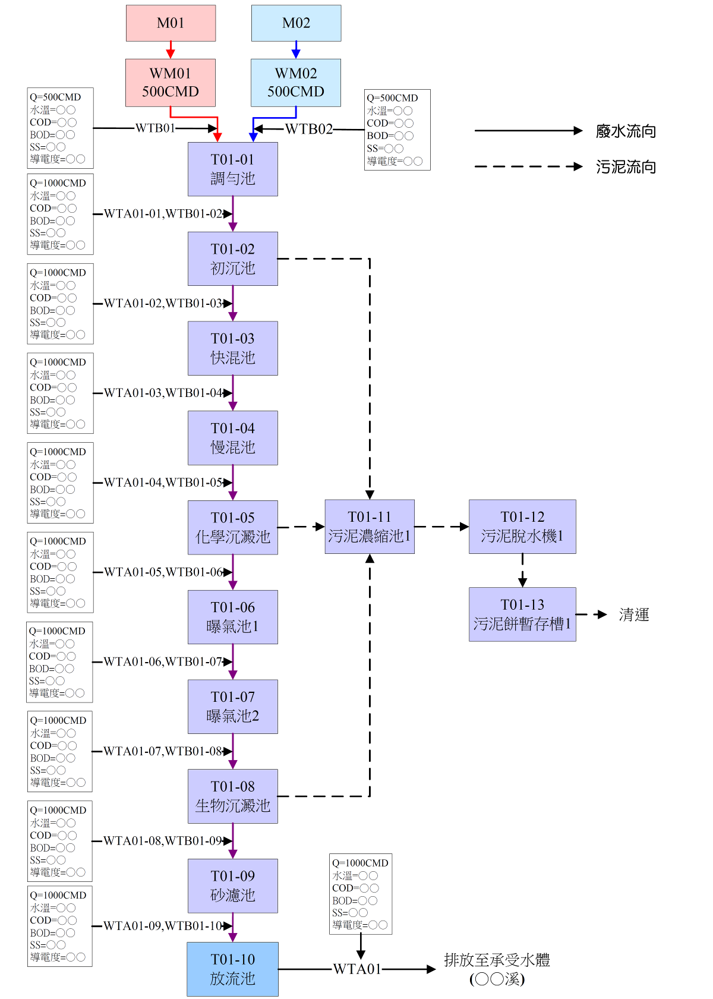 M01
M02
WM01
500CMD
WM02
500CMD
Q=500CMD
水溫=○○
COD=○○
BOD=○○
SS=○○
導電度=○○
WTB01
WTB02
Q=500CMD
水溫=○○
COD=○○
BOD=○○
SS=○○
導電度=○○
廢水流向
污泥流向
T01-01
調勻池
Q=1000CMD
水溫=○○
COD=○○
BOD=○○
SS=○○
導電度=○○
WTA01-01,WTB01-02
T01-02
初沉池
Q=1000CMD
水溫=○○
COD=○○
BOD=○○
SS=○○
導電度=○○
WTA01-02,WTB01-03
T01-03
快混池
Q=1000CMD
水溫=○○
COD=○○
BOD=○○
SS=○○
導電度=○○
WTA01-03,WTB01-04
T01-04
慢混池
Q=1000CMD
水溫=○○
COD=○○
BOD=○○
SS=○○
導電度=○○
WTA01-04,WTB01-05
T01-05
化學沉澱池
T01-11
污泥濃縮池1
T01-12
污泥脫水機1
Q=1000CMD
水溫=○○
COD=○○
BOD=○○
SS=○○
導電度=○○
WTA01-05,WTB01-06
T01-06
曝氣池1
T01-13
污泥餅暫存槽1
清運
Q=1000CMD
水溫=○○
COD=○○
BOD=○○
SS=○○
導電度=○○
WTA01-06,WTB01-07
T01-07
曝氣池2
Q=1000CMD
水溫=○○
COD=○○
BOD=○○
SS=○○
導電度=○○
WTA01-07,WTB01-08
T01-08
生物沉澱池
Q=1000CMD
水溫=○○
COD=○○
BOD=○○
SS=○○
導電度=○○
WTA01-08,WTB01-09
T01-09
砂濾池
Q=1000CMD
水溫=○○
COD=○○
BOD=○○
SS=○○
導電度=○○
Q=1000CMD
水溫=○○
COD=○○
BOD=○○
SS=○○
導電度=○○
WTA01-09,WTB01-10
T01-10
放流池
WTA01
排放至承受水體
(○○溪)